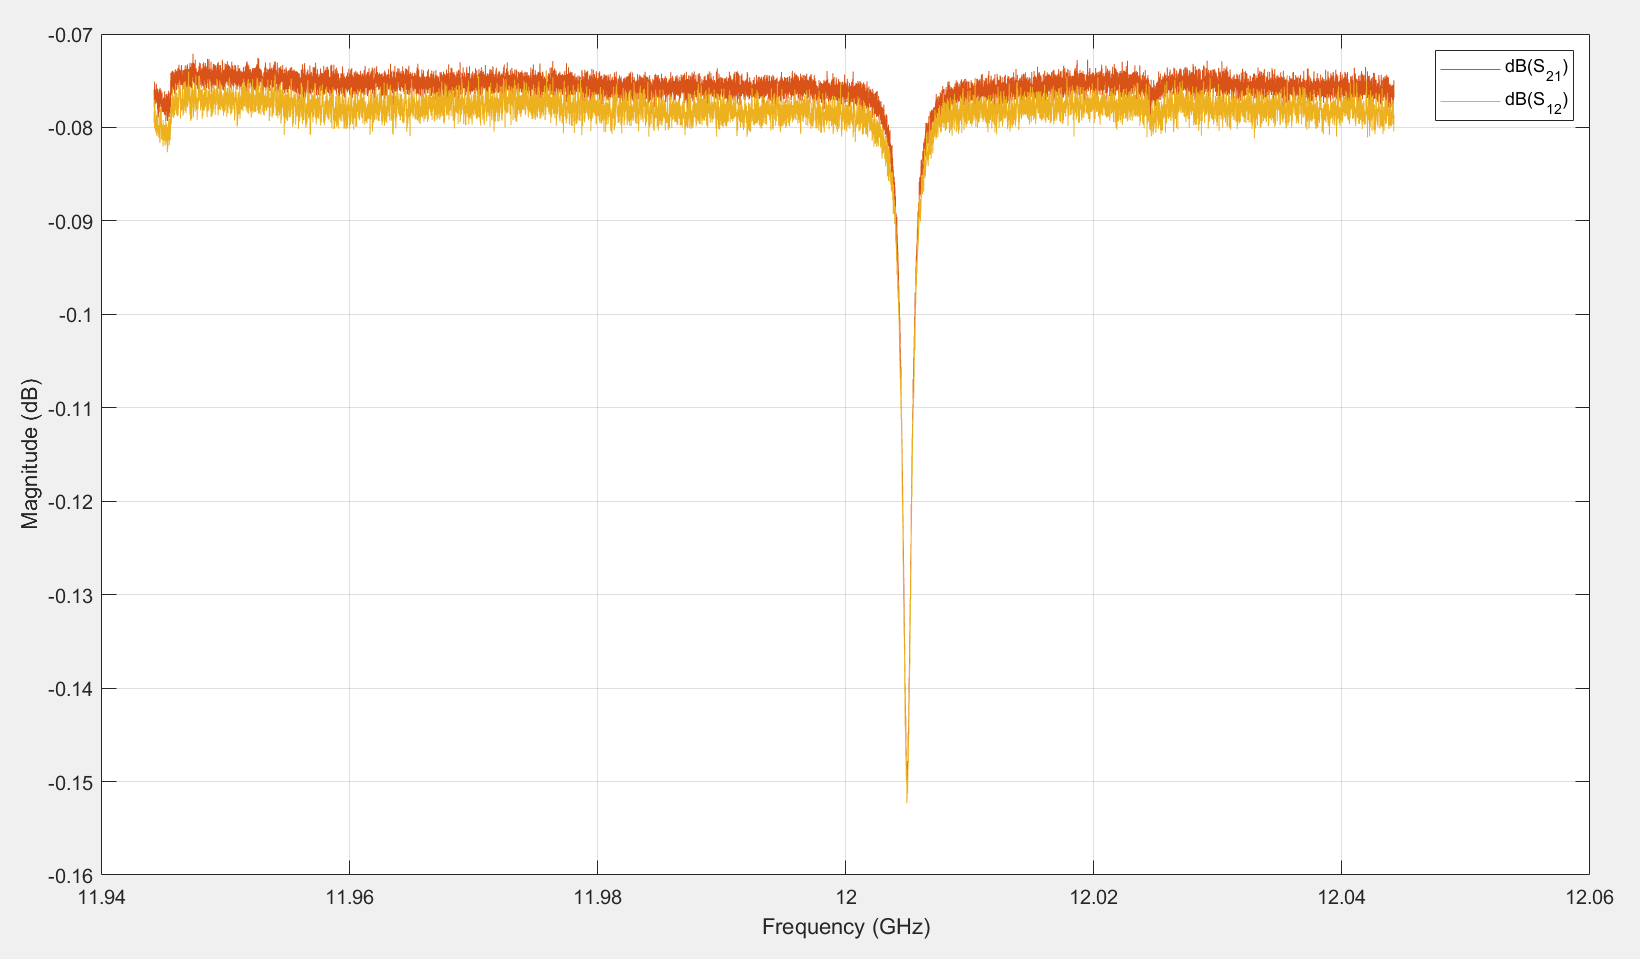 -0.07
-0.08
-0.09
-0.1
-0.11
-0.12
-0.13
-0.14
-0.15
-0.16
Magnitude (dB)
11.94 11.96 11.98 12 12.02 12.04 12.06
Frequency (GHz)
dB(S21)
dB(S12)